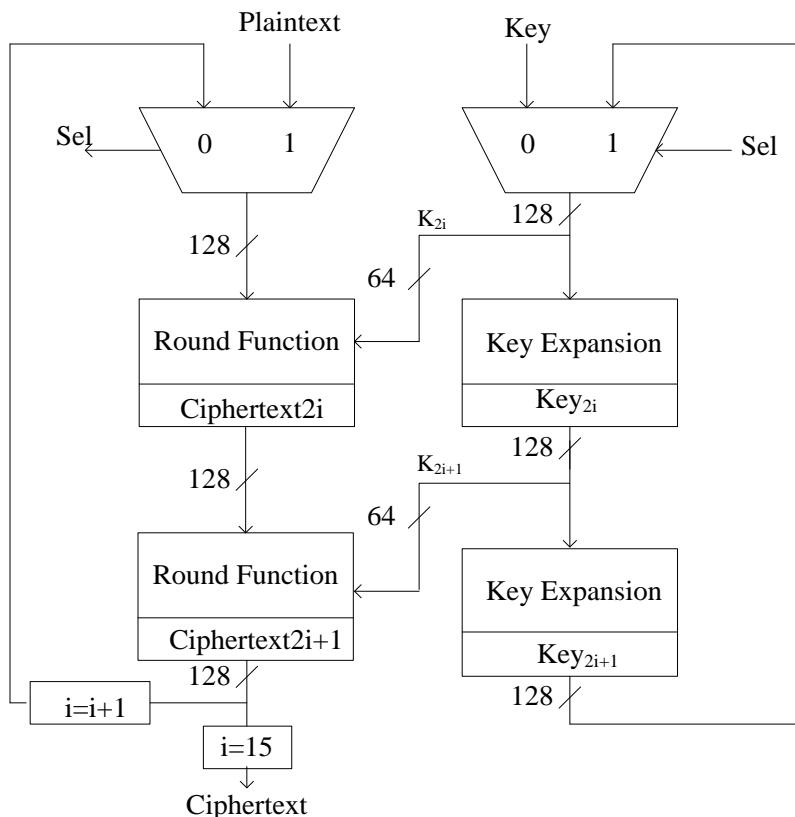 Plaintext
Key
Sel
0
1
0
1
Sel
128
128
K2i
64
Round Function
Ciphertext2i
Key Expansion
Key2i
128
128
K2i+1
64
Round Function
Ciphertext2i+1
Key Expansion
Key2i+1
128
128
i=i+1
i=15
Ciphertext